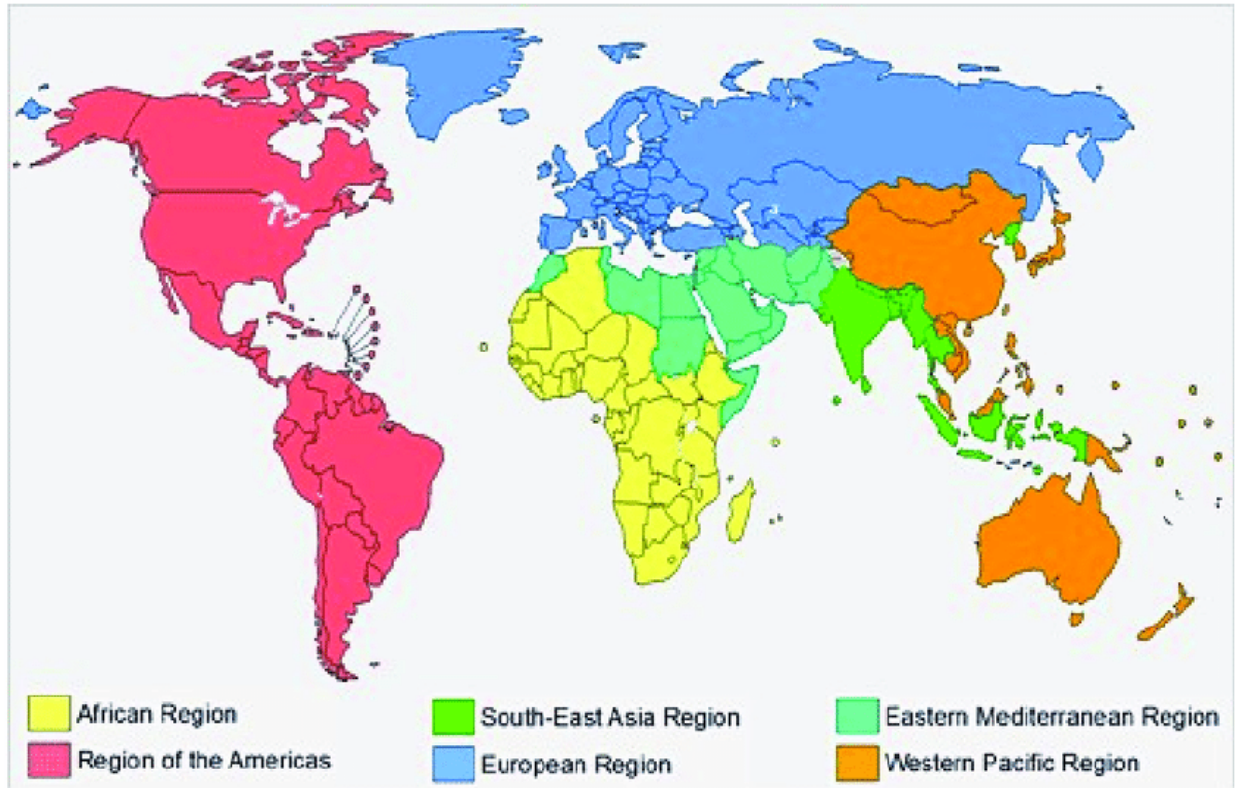 African Region
South-East Asia Region
Eastern Mediterranean Region
Region of the Americas
European Region
Western Pacific Region